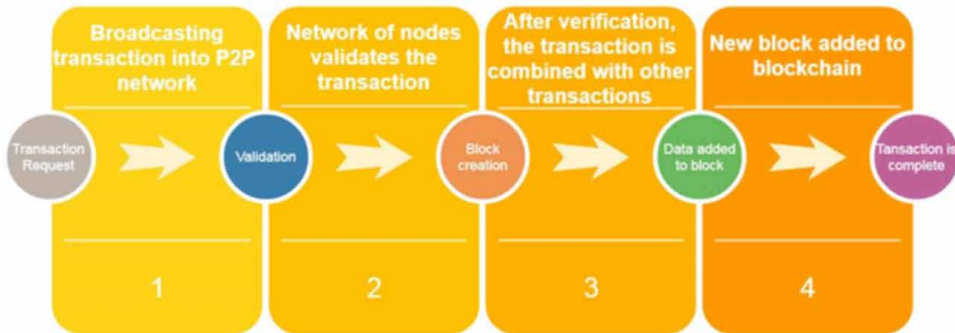 Broadcasting
transaction into P2P
network
Network of nodes
validates the
transaction
After verification,
the transaction is
combined with other
transactions
New block added to
blockchain
Transaction
Request
Validation
Block
creation
Data added
to block
Tansaction is
complete
1
2
3
4